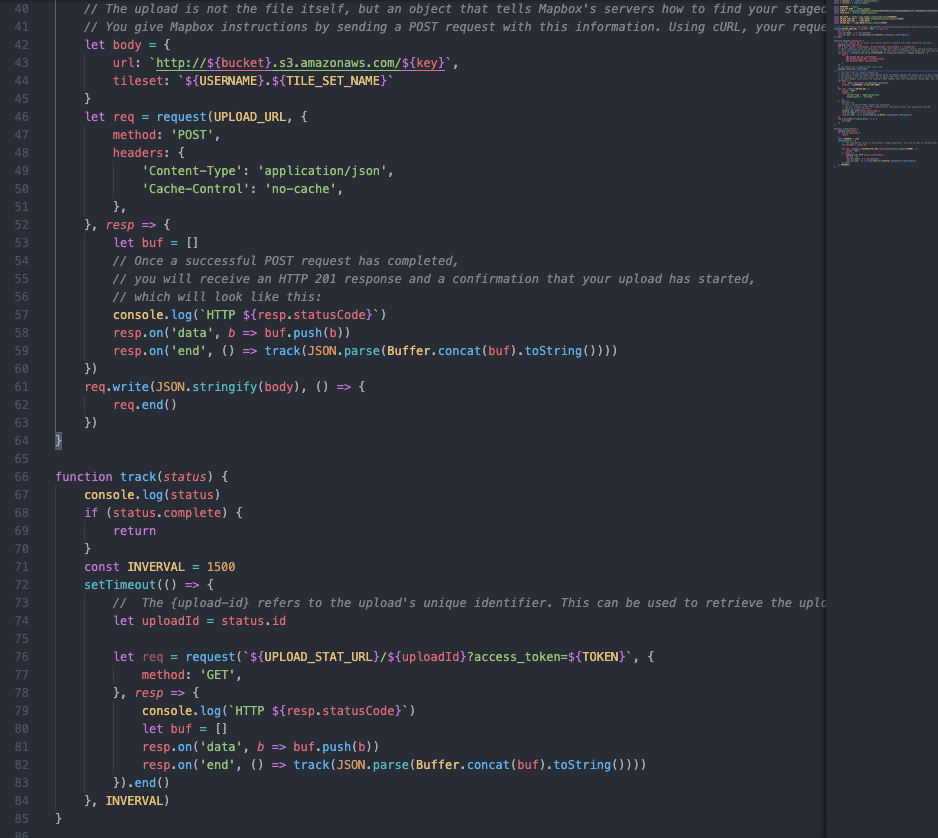 40 // The upload is not the file itself, but an object that tells Mapbox's servers how to find your staged
41 // You give Mapbox instructions by sending a POST request with this information. Using cURL, your reque
42 let body = {
43 url: `http://${bucket}.s3.amazonaws.com/${key}`,
44 tileset: `${USERNAME}.${TILE_SET_NAME}`
45 }
46 let req = request(UPLOAD_URL, {
47 method: 'POST',
48 headers: {
49 'Content-Type': 'application/json',
50 'Cache-Control': 'no-cache',
51 },
52 }, resp => {
53 let buf = []
54 // Once a successful POST request has completed,
55 // you will receive an HTTP 201 response and a confirmation that your upload has started,
56 // which will look like this:
57 console.log(`HTTP ${resp.statusCode}`)
58 resp.on('data', b => buf.push(b))
59 resp.on('end', () => track(JSON.parse(Buffer.concat(buf).toString())))
60 })
61 req.write(JSON.stringify(body), () => {
62 req.end()
63 })
64 }
65
66 function track(status) {
67 console.log(status)
68 if (status.complete) {
69 return
70 }
71 const INVERVAL = 1500
72 setTimeout(() => {
73 //  The {upload-id} refers to the upload's unique identifier. This can be used to retrieve the uplo
74 let uploadId = status.id
75
76 let req = request(`${UPLOAD_STAT_URL}/${uploadId}?access_token=${TOKEN}`, {
77 method: 'GET',
78 }, resp => {
79 console.log(`HTTP ${resp.statusCode}`)
80 let buf = []
81 resp.on('data', b => buf.push(b))
82 resp.on('end', () => track(JSON.parse(Buffer.concat(buf).toString())))
83 }).end()
84 }, INVERVAL)
85 }
86